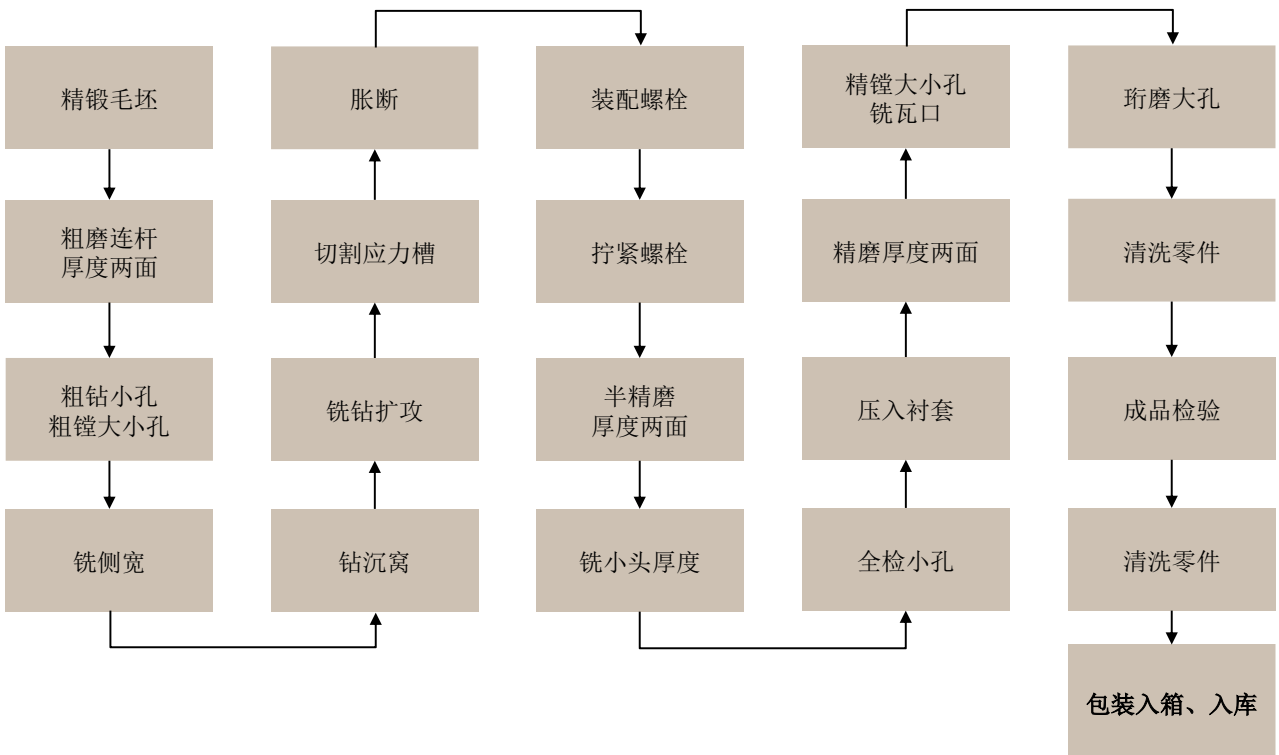 精锻毛坯
粗磨连杆
厚度两面
粗钻小孔
粗镗大小孔
铣侧宽
钻沉窝
铣钻扩攻
切割应力槽
胀断
装配螺栓
拧紧螺栓
半精磨
厚度两面
铣小头厚度
全检小孔
压入衬套
精磨厚度两面
精镗大小孔
铣瓦口
珩磨大孔
清洗零件
成品检验
清洗零件
包装入箱、入库